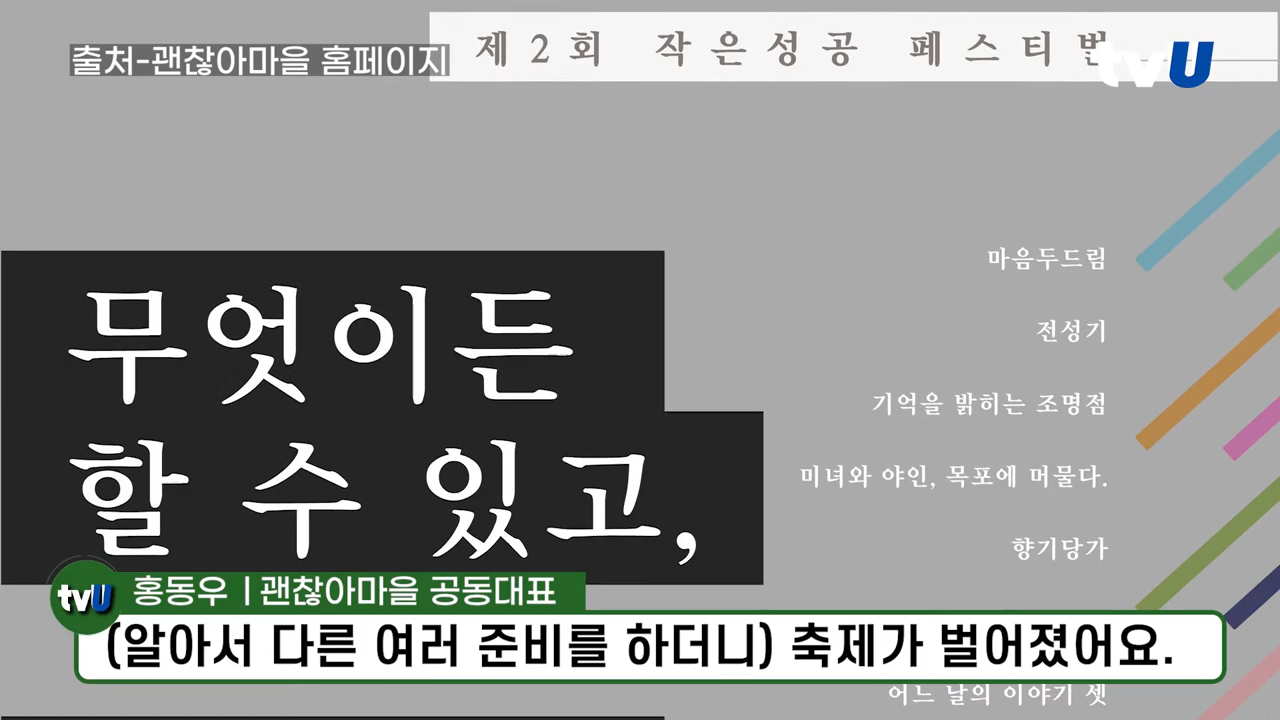 출처-괜찮아마을 홈페이지
제2회 작은성공 페스티벌
tvU
마음두드림
전성기
기억을 밝히는 조명점
미녀와 야인, 목포에 머물다.
향기당가
무엇이든
할 수 있고,
tvU 홍동우 | 괜찮아마을 공동대표
(알아서 다른 여러 준비를 하더니) 축제가 벌어졌어요.
어느 날의 이야기 셋